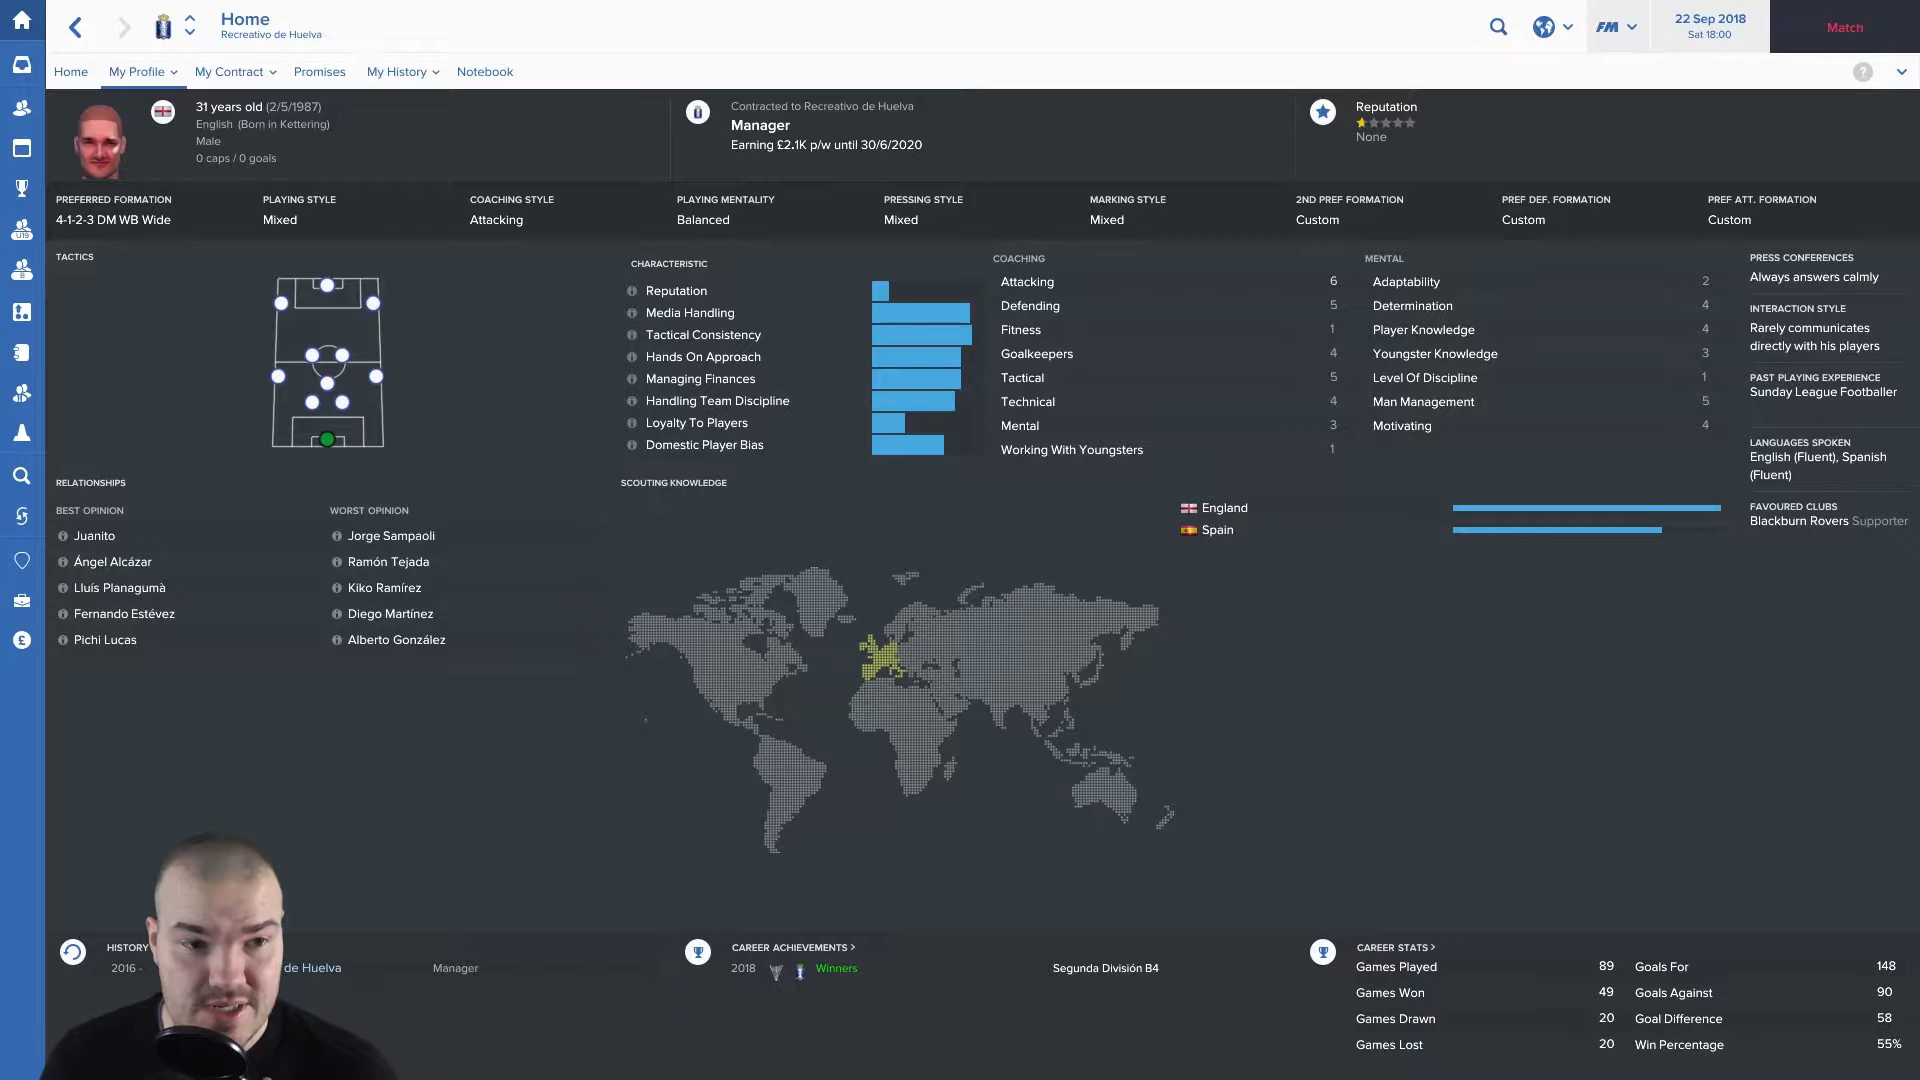 Home
Recreativo de Huelva
FM
22 Sep 2018
Sat 18:00
Match
Home
My Profile
My Contract
Promises
My History
Notebook
?
31 years old (2/5/1987)
English (Born in Kettering)
Male
0 caps / 0 goals
Contracted to Recreativo de Huelva
Manager
Earning £2.1K p/w until 30/6/2020
Reputation
None
PREFERRED FORMATION
4-1-2-3 DM WB Wide
PLAYING STYLE
Mixed
COACHING STYLE
Attacking
PLAYING MENTALITY
Balanced
PRESSING STYLE
Mixed
MARKING STYLE
Mixed
2ND PREF FORMATION
Custom
PREF DEF. FORMATION
Custom
PREF ATT. FORMATION
Custom
TACTICS
CHARACTERISTIC
Reputation
Media Handling
Tactical Consistency
Hands On Approach
Managing Finances
Handling Team Discipline
Loyalty To Players
Domestic Player Bias
COACHING
Attacking 6
Defending 5
Fitness 1
Goalkeepers 4
Tactical 5
Technical 4
Mental 3
Working With Youngsters 1
MENTAL
Adaptability 2
Determination 4
Player Knowledge 4
Youngster Knowledge 3
Level Of Discipline 1
Man Management 5
Motivating 4
PRESS CONFERENCES
Always answers calmly
INTERACTION STYLE
Rarely communicates
directly with his players
PAST PLAYING EXPERIENCE
Sunday League Footballer
LANGUAGES SPOKEN
English (Fluent), Spanish
(Fluent)
FAVOURED CLUBS
Blackburn Rovers Supporter
RELATIONSHIPS
BEST OPINION
Juanito
Ángel Alcázar
Lluís Planagumà
Fernando Estévez
Pichi Lucas
WORST OPINION
Jorge Sampaoli
Ramón Tejada
Kiko Ramírez
Diego Martínez
Alberto González
SCOUTING KNOWLEDGE
England
Spain
HISTORY
2016 - de Huelva Manager
CAREER ACHIEVEMENTS >
2018 Winners Segunda División B4
CAREER STATS >
Games Played 89 Goals For 148
Games Won 49 Goals Against 90
Games Drawn 20 Goal Difference 58
Games Lost 20 Win Percentage 55%
U19
B
£